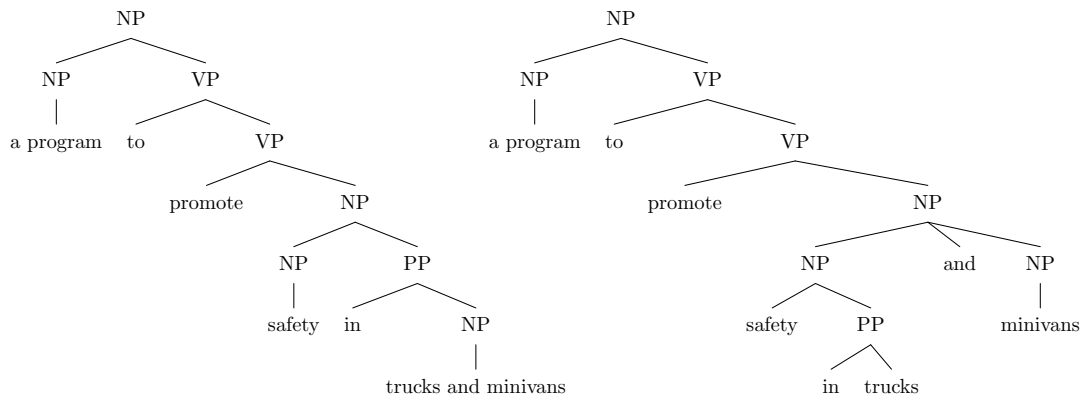 NP NP
NP VP NP VP
a program to VP a program to VP
promote NP promote NP
NP PP NP and NP
safety in NP safety PP minivans
trucks and minivans in trucks